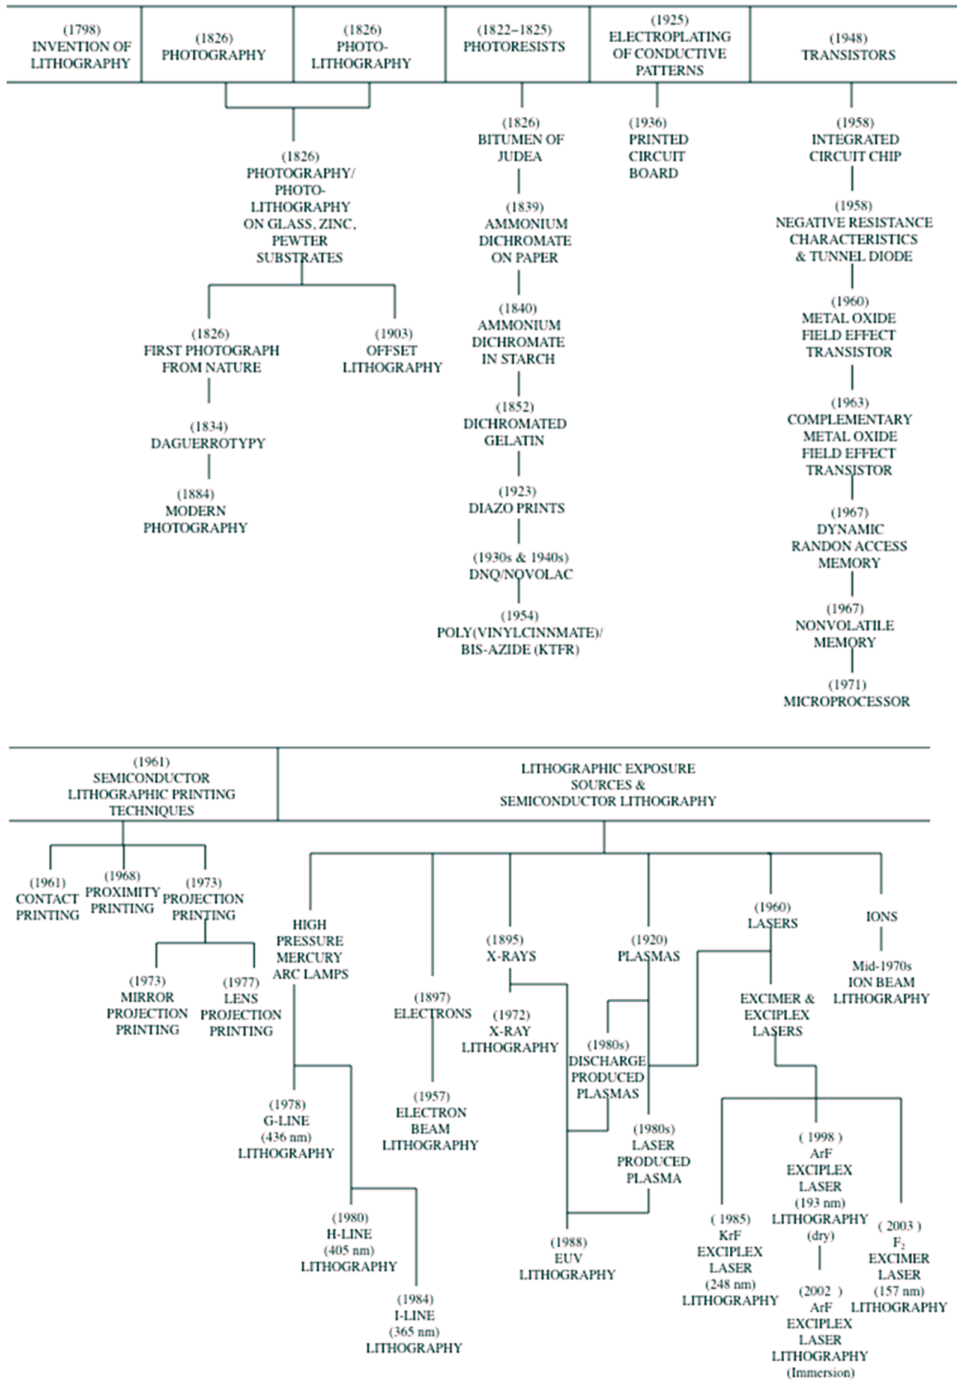 (1798)
INVENTION OF
LITHOGRAPHY
(1826)
PHOTOGRAPHY
(1826)
PHOTO-
LITHOGRAPHY
(1822–1825)
PHOTORESISTS
(1925)
ELECTROPLATING
OF CONDUCTIVE
PATTERNS
(1948)
TRANSISTORS
(1826)
PHOTOGRAPHY/
PHOTO-
LITHOGRAPHY
ON GLASS, ZINC,
PEWTER
SUBSTRATES
(1826)
FIRST PHOTOGRAPH
FROM NATURE
(1834)
DAGUERROTYPY
(1884)
MODERN
PHOTOGRAPHY
(1903)
OFFSET
LITHOGRAPHY
(1826)
BITUMEN OF
JUDEA
(1839)
AMMONIUM
DICHROMATE
ON PAPER
(1840)
AMMONIUM
DICHROMATE
IN STARCH
(1852)
DICHROMATED
GELATIN
(1923)
DIAZO PRINTS
(1930s & 1940s)
DNQ/NOVOLAC
(1954)
POLY(VINYLCINNMATE)/
BIS-AZIDE (KTFR)
(1936)
PRINTED
CIRCUIT
BOARD
(1958)
INTEGRATED
CIRCUIT CHIP
(1958)
NEGATIVE RESISTANCE
CHARACTERISTICS
& TUNNEL DIODE
(1960)
METAL OXIDE
FIELD EFFECT
TRANSISTOR
(1963)
COMPLEMENTARY
METAL OXIDE
FIELD EFFECT
TRANSISTOR
(1967)
DYNAMIC
RANDON ACCESS
MEMORY
(1967)
NONVOLATILE
MEMORY
(1971)
MICROPROCESSOR
(1961)
SEMICONDUCTOR
LITHOGRAPHIC PRINTING
TECHNIQUES
LITHOGRAPHIC EXPOSURE
SOURCES &
SEMICONDUCTOR LITHOGRAPHY
(1961)
CONTACT
PRINTING
(1968)
PROXIMITY
PRINTING
(1973)
PROJECTION
PRINTING
(1973)
MIRROR
PROJECTION
PRINTING
(1977)
LENS
PROJECTION
PRINTING
HIGH
PRESSURE
MERCURY
ARC LAMPS
(1978)
G-LINE
(436 nm)
LITHOGRAPHY
(1980)
H-LINE
(405 nm)
LITHOGRAPHY
(1984)
I-LINE
(365 nm)
LITHOGRAPHY
(1897)
ELECTRONS
(1957)
ELECTRON
BEAM
LITHOGRAPHY
(1895)
X-RAYS
(1972)
X-RAY
LITHOGRAPHY
(1920)
PLASMAS
(1980s)
DISCHARGE
PRODUCED
PLASMAS
(1980s)
LASER
PRODUCED
PLASMA
(1988)
EUV
LITHOGRAPHY
(1960)
LASERS
EXCIMER &
EXCIPLEX
LASERS
(1985)
KrF
EXCIPLEX
LASER
(248 nm)
LITHOGRAPHY
(1998)
ArF
EXCIPLEX
LASER
(193 nm)
LITHOGRAPHY
(dry)
(2002 )
ArF
EXCIPLEX
LASER
LITHOGRAPHY
(Immersion)
(2003)
F₂
EXCIMER
LASER
(157 nm)
LITHOGRAPHY
IONS
Mid-1970s
ION BEAM
LITHOGRAPHY